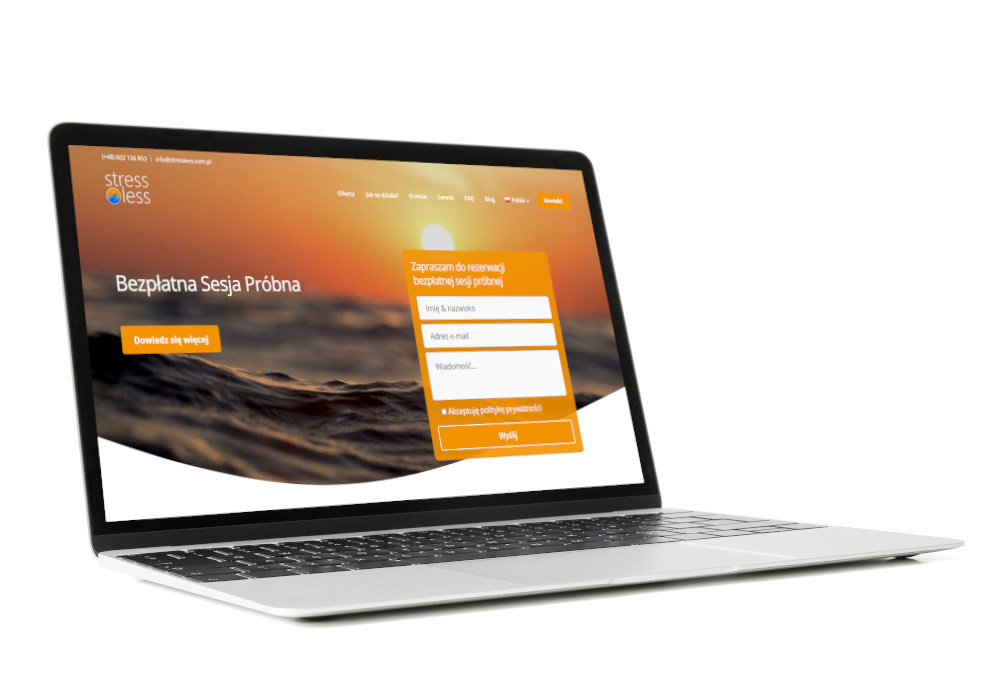 (+48) 602 156 853 | info@stressless.com.pl
stress
less
Oferta Jak to działa? O mnie Cennik FAQ Blog Polski Kontakt
Bezpłatna Sesja Próbna
Dowiedz się więcej
Zapraszam do rezerwacji
bezpłatnej sesji próbnej
Imię & nazwisko
Adres e-mail
Wiadomość...
Akceptuję politykę prywatności
Wyślij